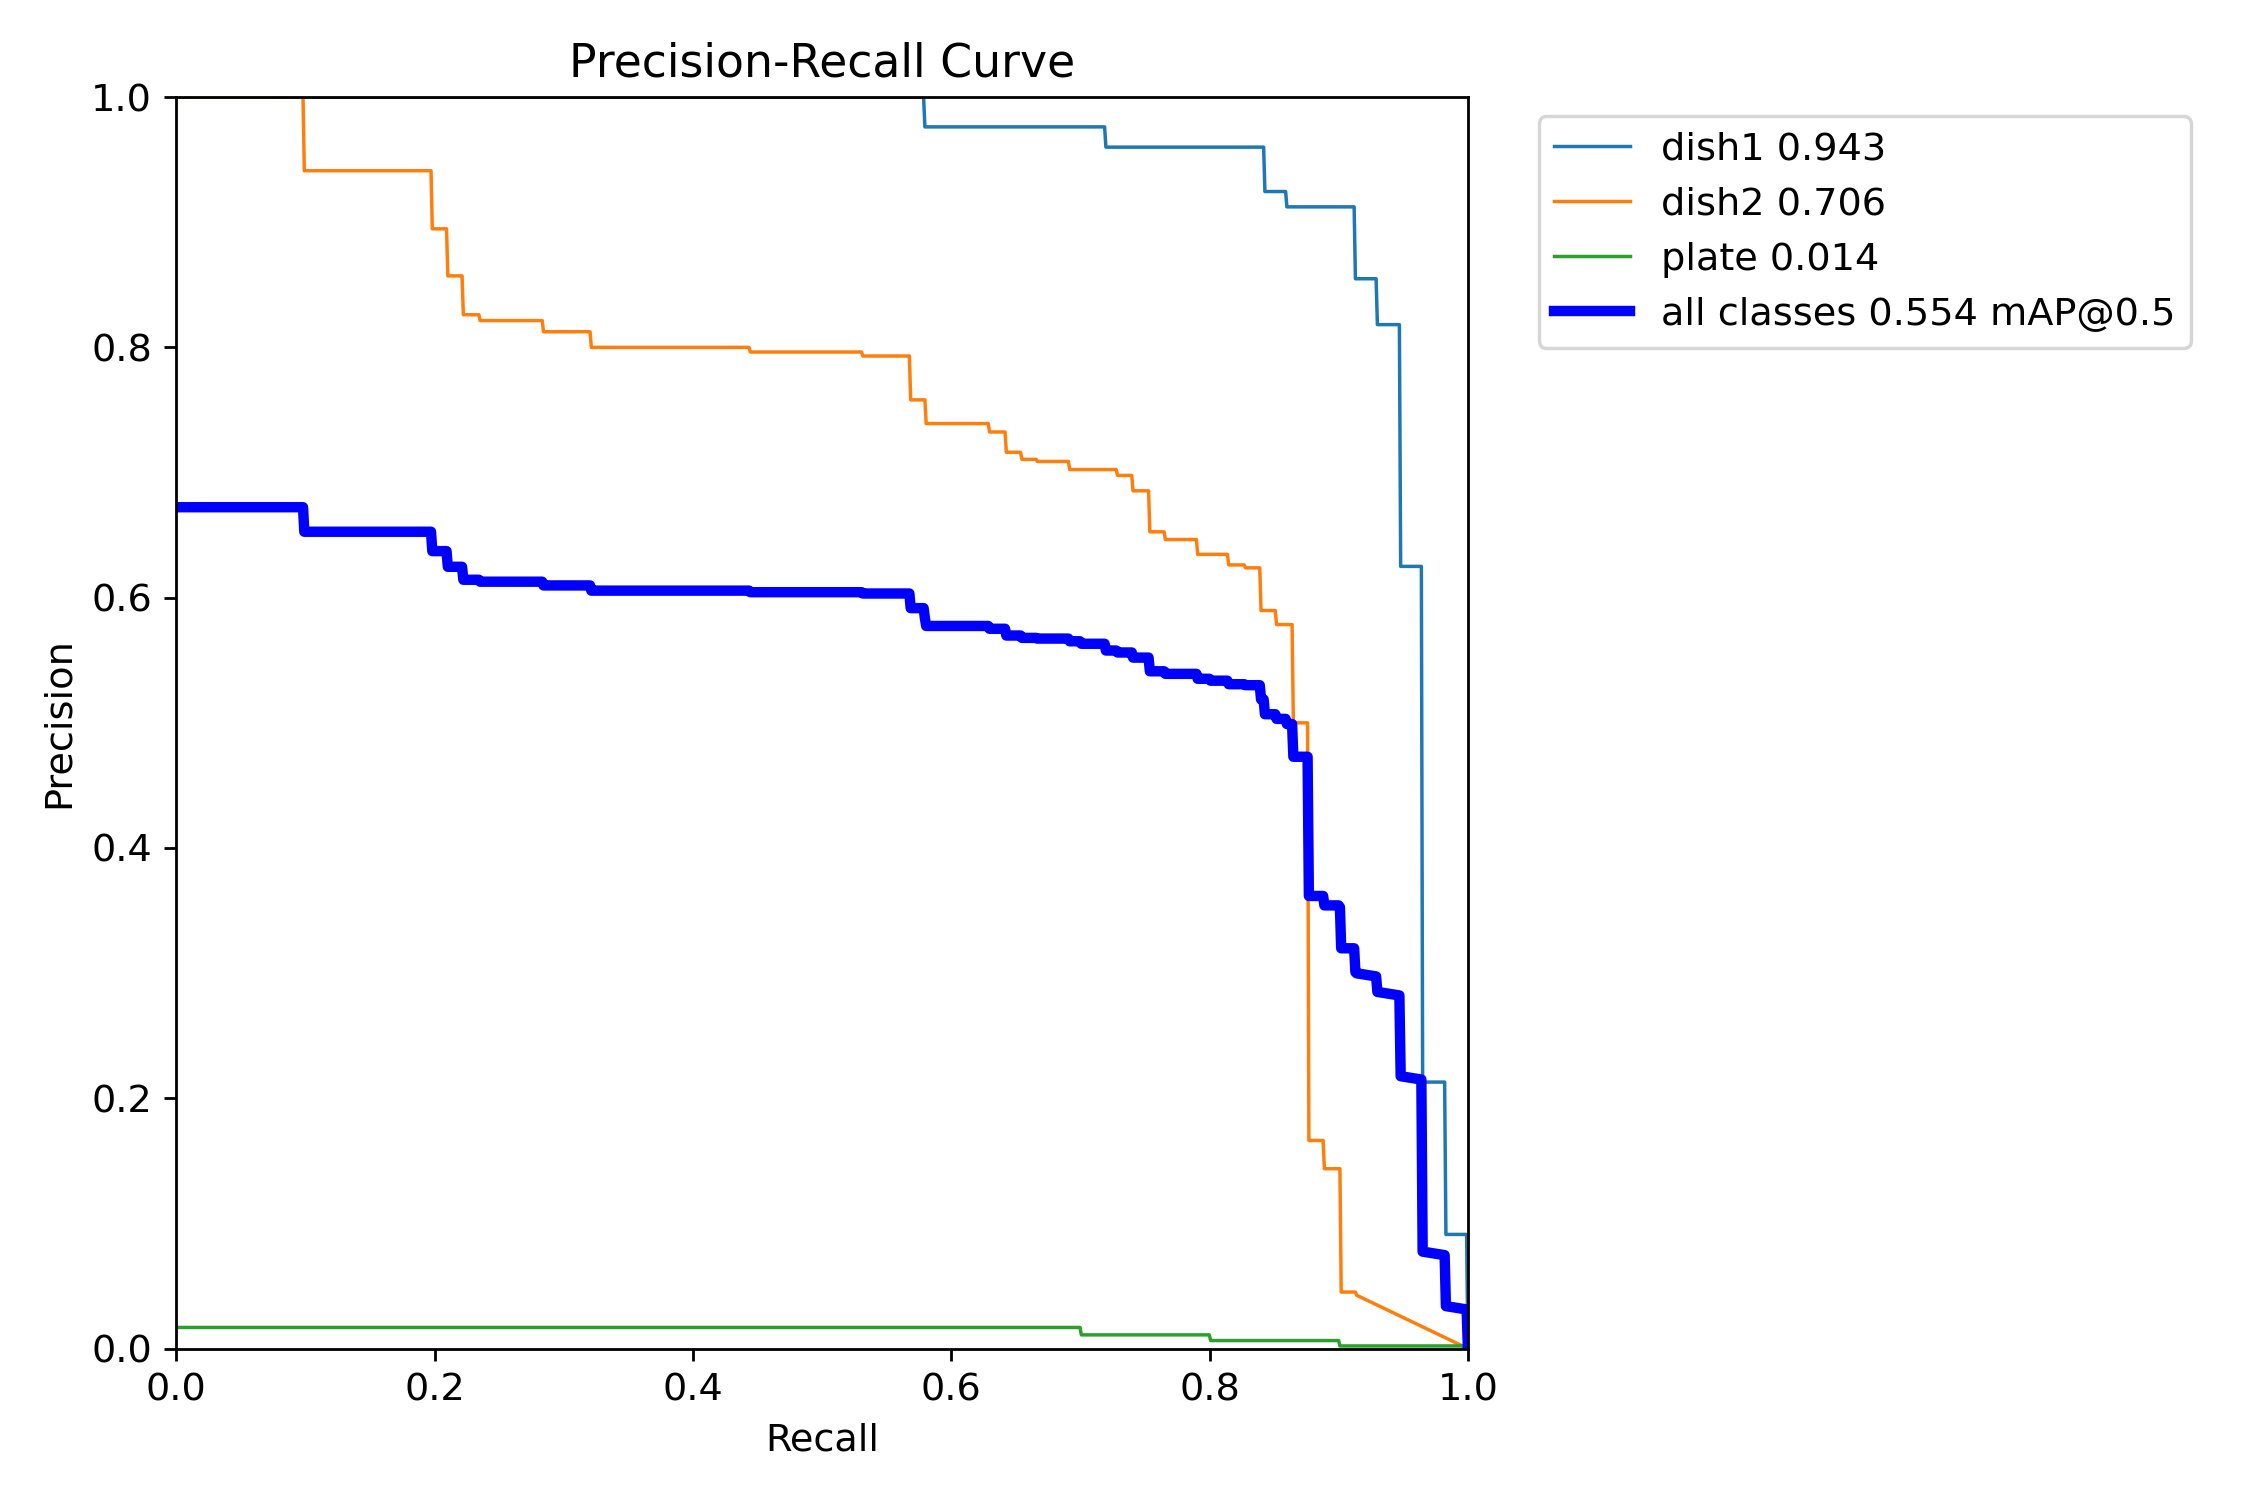 Precision-Recall Curve
1.0
0.8
0.6
0.4
0.2
0.0
Precision
0.0 0.2 0.4 0.6 0.8 1.0
Recall
dish1 0.943
dish2 0.706
plate 0.014
all classes 0.554 mAP@0.5